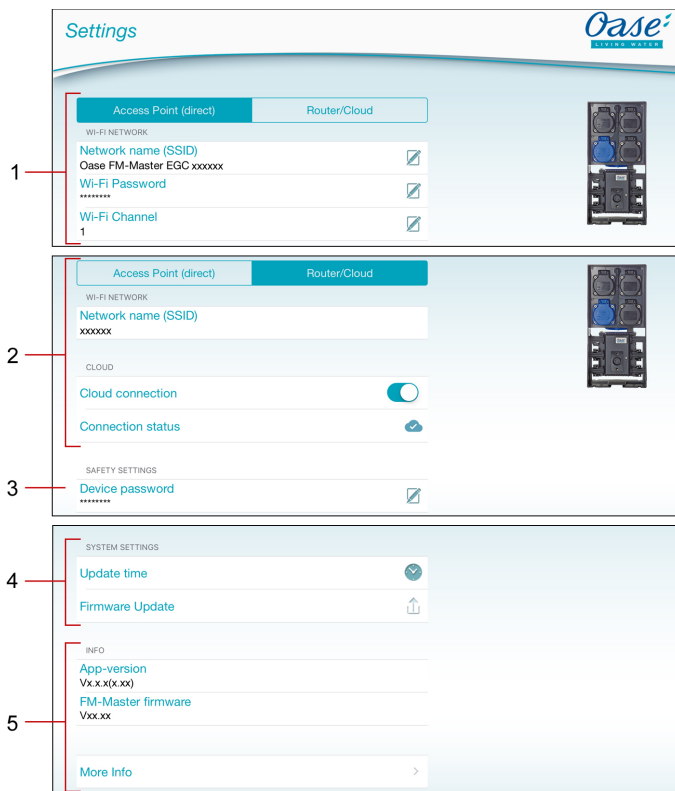 Settings
Oase
LIVING WATER
Access Point (direct) Router/Cloud
WI-FI NETWORK
Network name (SSID)
Oase FM-Master EGC xxxxxx
Wi-Fi Password
********
Wi-Fi Channel
1
1
Access Point (direct) Router/Cloud
WI-FI NETWORK
Network name (SSID)
xxxxxx
2
CLOUD
Cloud connection
Connection status
SAFETY SETTINGS
3
Device password
********
SYSTEM SETTINGS
4
Update time
Firmware Update
INFO
App-version
Vx.x.x(x.xx)
FM-Master firmware
Vxx.xx
5
More Info